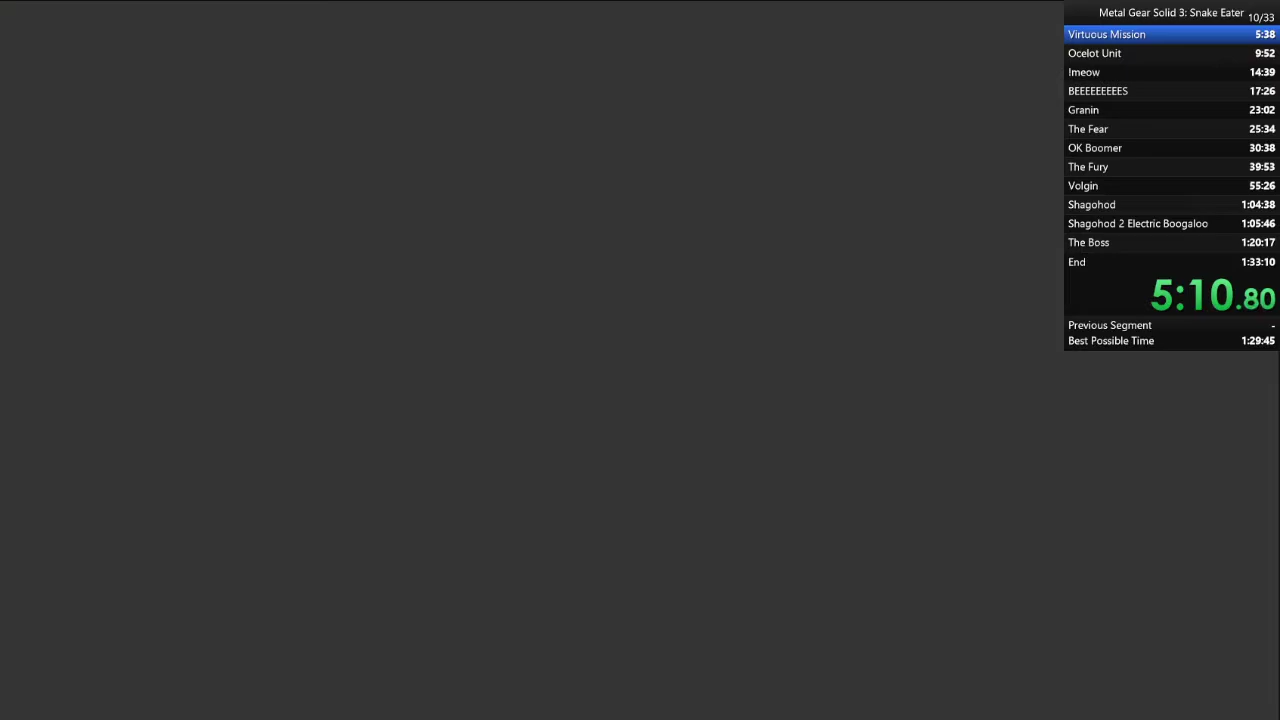 Metal Gear Solid 3: Snake Eater 10/33
Virtuous Mission 5:38
Ocelot Unit 9:52
!meow 14:39
BEEEEEEEEES 17:26
Granin 23:02
The Fear 25:34
OK Boomer 30:38
The Fury 39:53
Volgin 55:26
Shagohod 1:04:38
Shagohod 2 Electric Boogaloo 1:05:46
The Boss 1:20:17
End 1:33:10
5:10.80
Previous Segment -
Best Possible Time 1:29:45